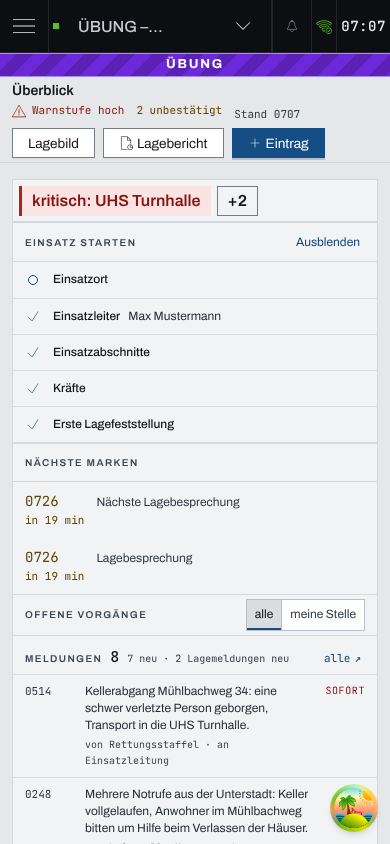 ÜBUNG –...
07:07
ÜBUNG
Überblick
Warnstufe hoch 2 unbestätigt Stand 0707
Lagebild Lagebericht + Eintrag
kritisch: UHS Turnhalle +2
EINSATZ STARTEN Ausblenden
Einsatzort
Einsatzleiter Max Mustermann
Einsatzabschnitte
Kräfte
Erste Lagefeststellung
NÄCHSTE MARKEN
0726 Nächste Lagebesprechung
in 19 min
0726 Lagebesprechung
in 19 min
OFFENE VORGÄNGE alle meine Stelle
MELDUNGEN 8 7 neu · 2 Lagemeldungen neu alle ↗
0514 Kellerabgang Mühlbachweg 34: eine SOFORT
schwer verletzte Person geborgen,
Transport in die UHS Turnhalle.
von Rettungsstaffel · an
Einsatzleitung
0248 Mehrere Notrufe aus der Unterstadt: Keller
vollgelaufen, Anwohner im Mühlbachweg
bitten um Hilfe beim Verlassen der Häuser.